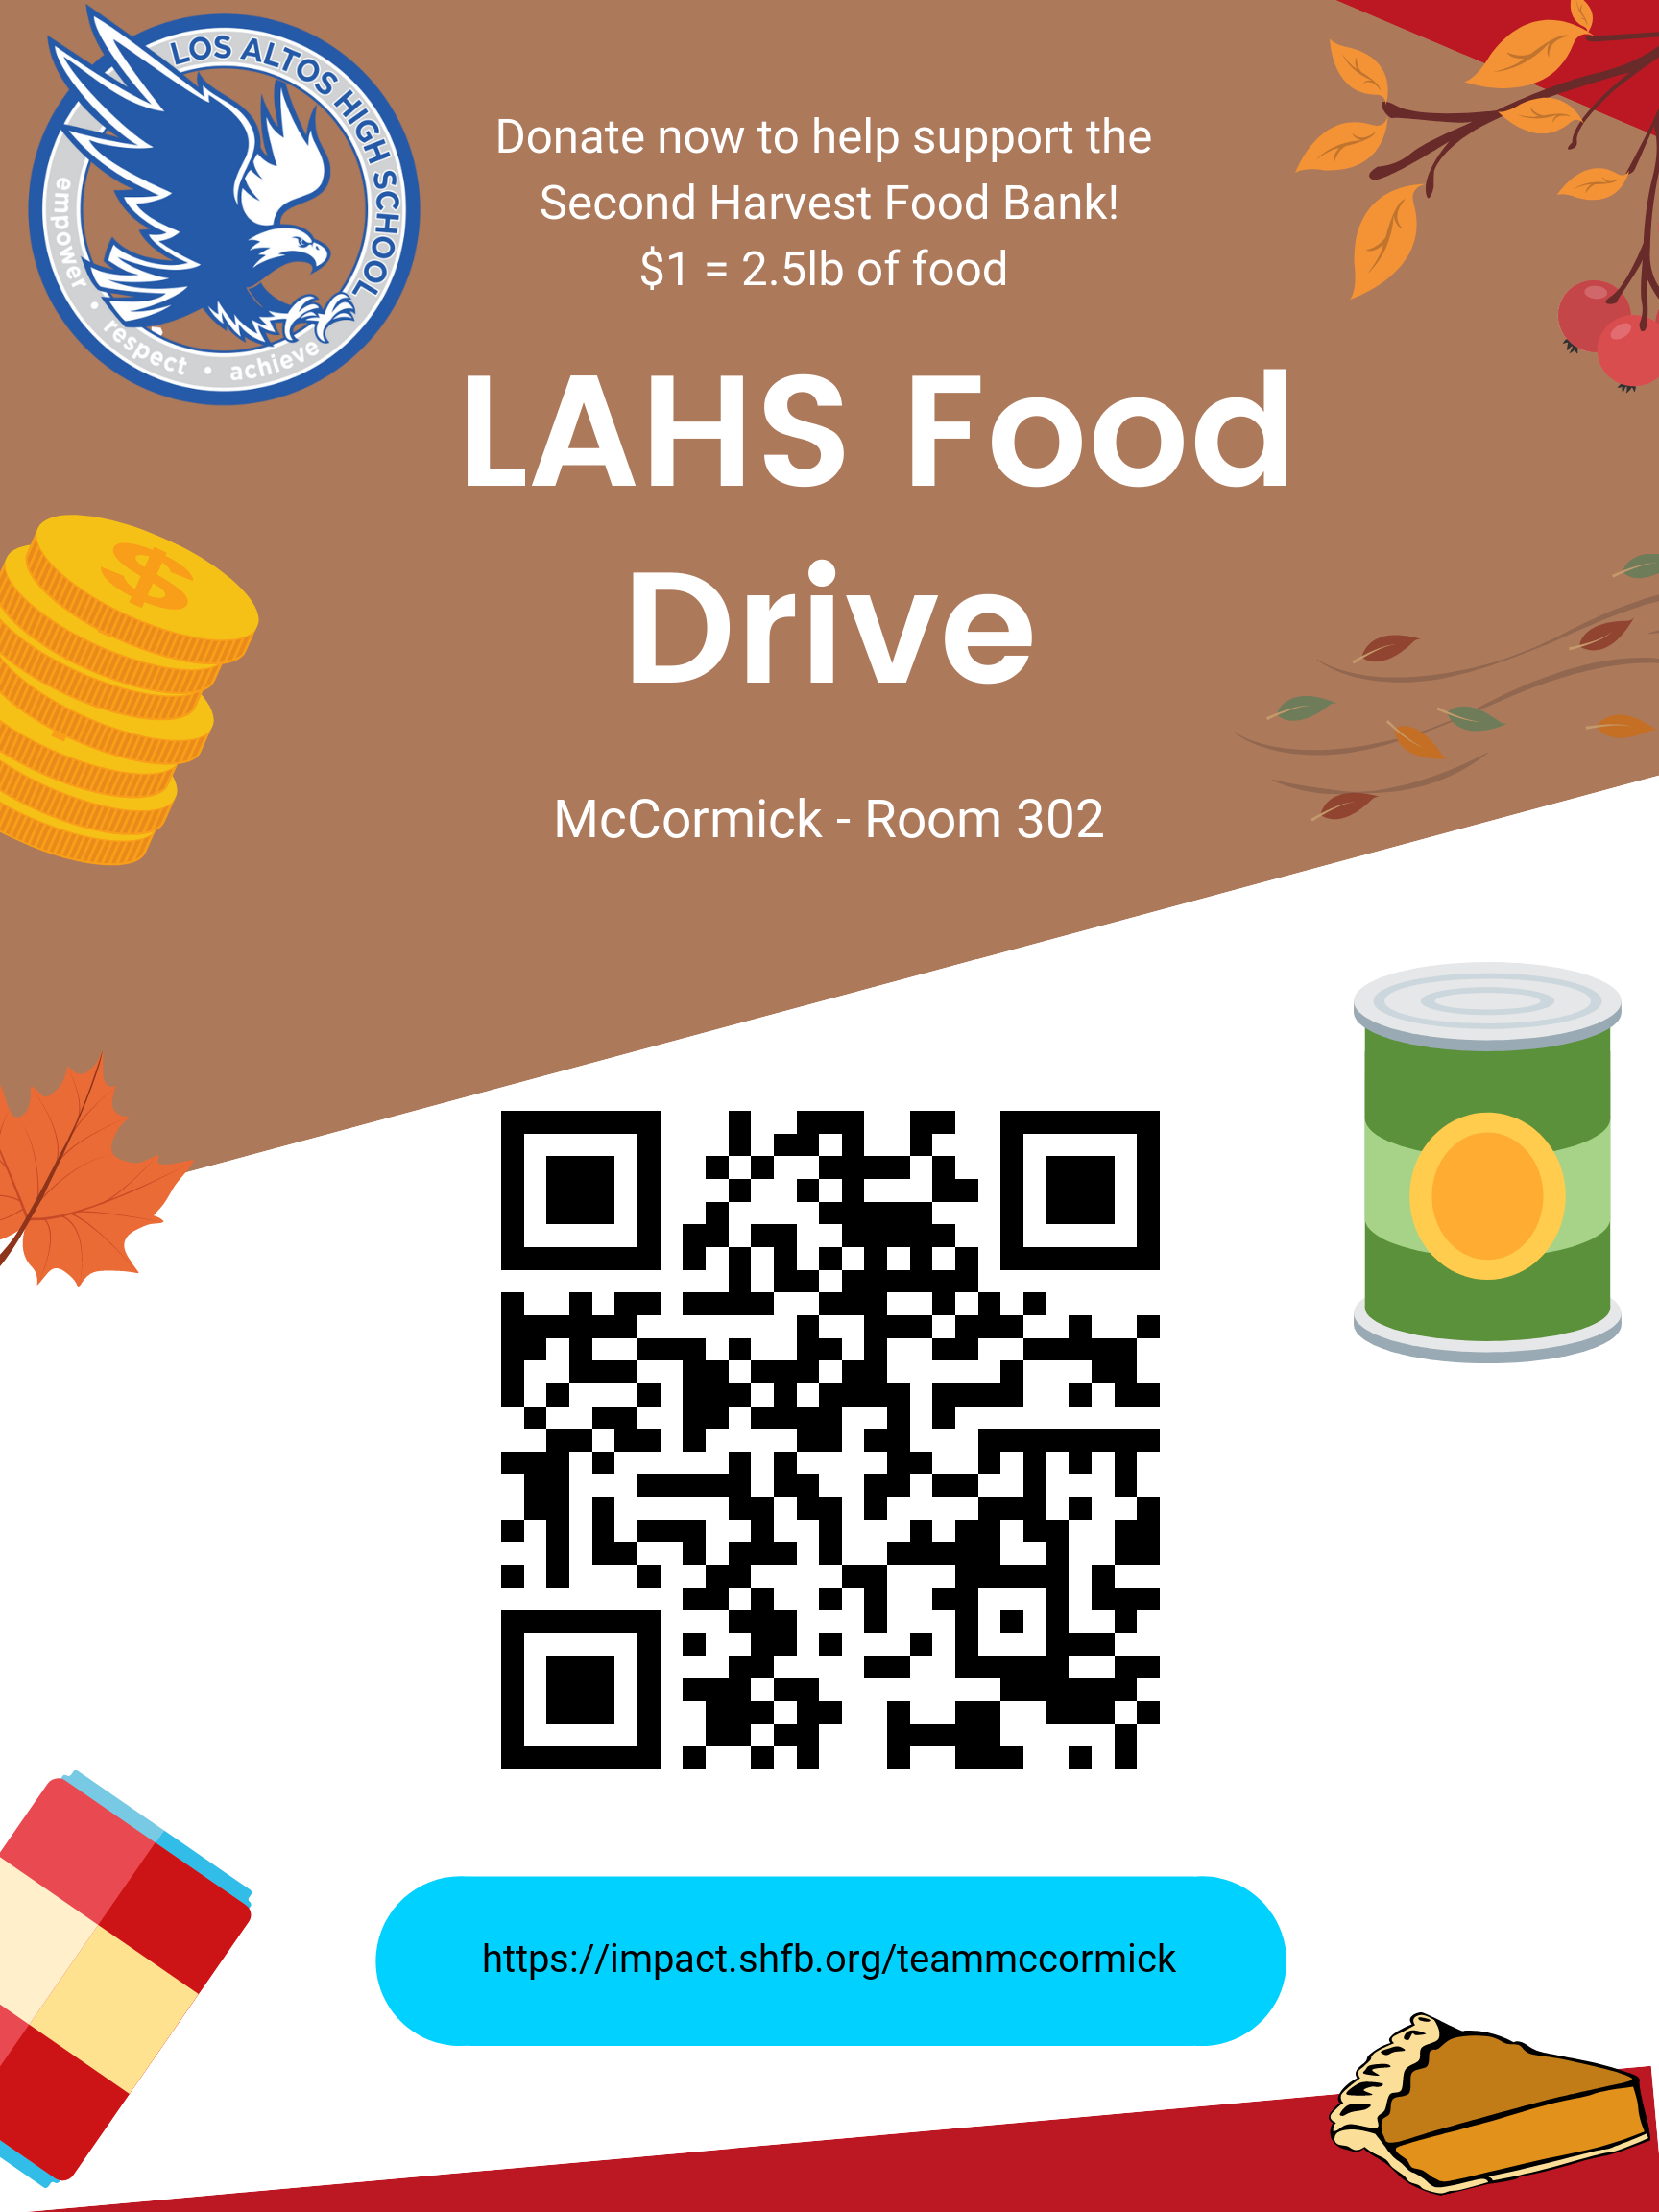 LOS ALTOS HIGH SCHOOL
empower • respect • achieve
Donate now to help support the
Second Harvest Food Bank!
$1 = 2.5lb of food
LAHS Food
Drive
McCormick - Room 302
$
https://impact.shfb.org/teammccormick